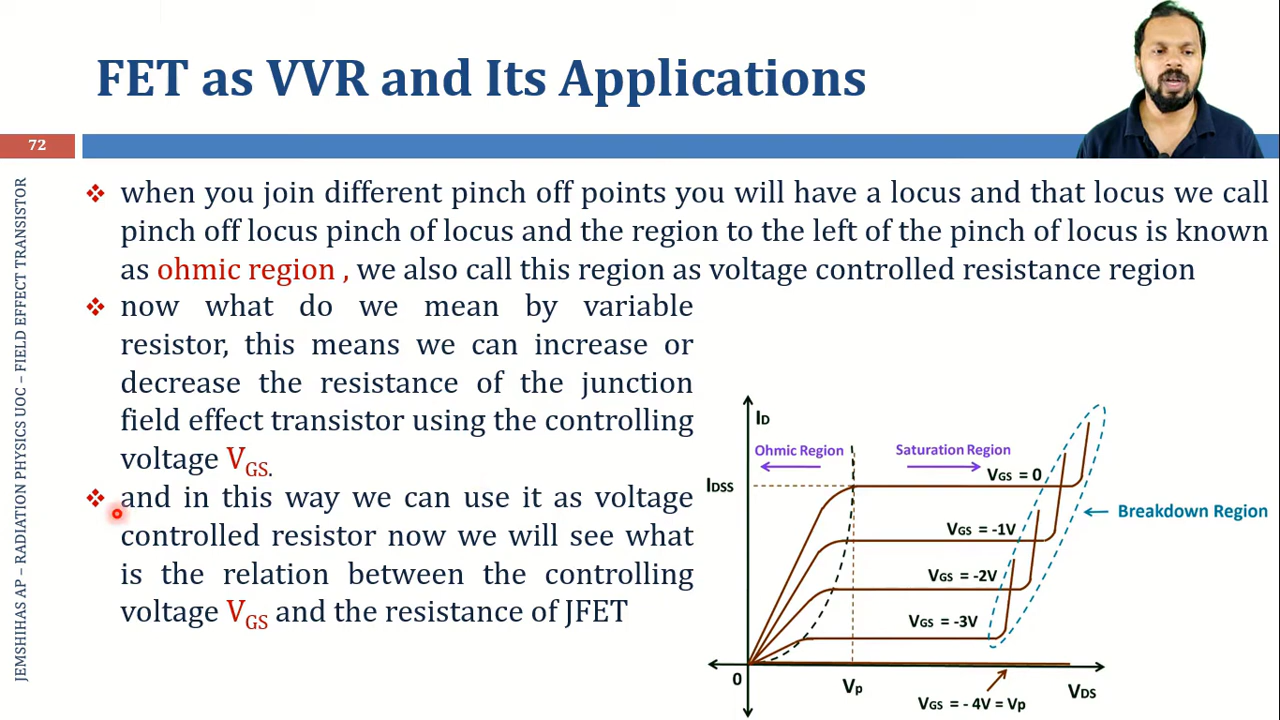 FET as VVR and Its Applications
72
JEMSHIHAS AP – RADIATION PHYSICS UOC – FIELD EFFECT TRANSISTOR
❖ when you join different pinch off points you will have a locus and that locus we call
pinch off locus pinch of locus and the region to the left of the pinch of locus is known
as ohmic region , we also call this region as voltage controlled resistance region
❖ now what do we mean by variable
resistor, this means we can increase or
decrease the resistance of the junction
field effect transistor using the controlling
voltage VGS.
❖ and in this way we can use it as voltage
controlled resistor now we will see what
is the relation between the controlling
voltage VGS and the resistance of JFET
ID
Ohmic Region
Saturation Region
IDSS
VGS = 0
Breakdown Region
VGS = -1V
VGS = -2V
VGS = -3V
0
Vp
VGS = - 4V = Vp
VDS